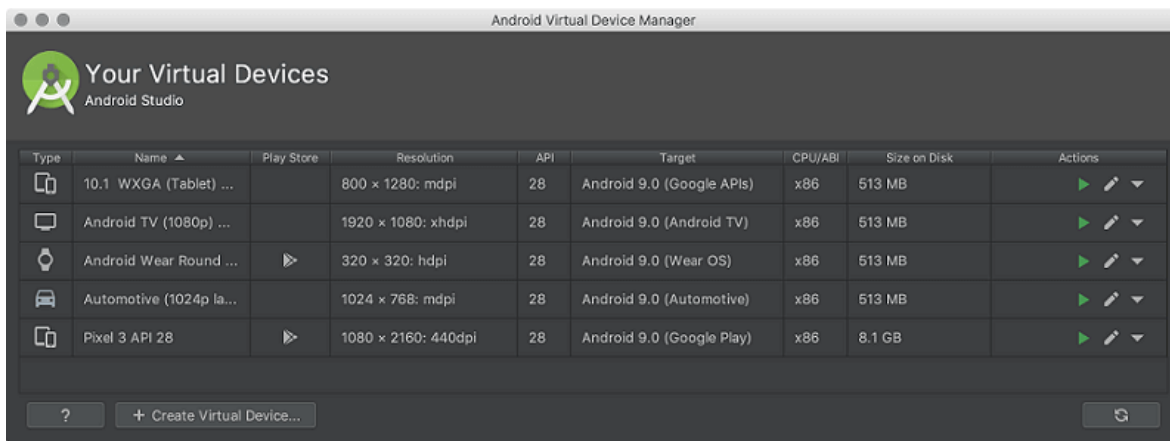 Android Virtual Device Manager
Your Virtual Devices
Android Studio
Type Name Play Store Resolution API Target CPU/ABI Size on Disk Actions
10.1 WXGA (Tablet) ... 800 × 1280: mdpi 28 Android 9.0 (Google APIs) x86 513 MB
Android TV (1080p) ... 1920 × 1080: xhdpi 28 Android 9.0 (Android TV) x86 513 MB
Android Wear Round ... 320 × 320: hdpi 28 Android 9.0 (Wear OS) x86 513 MB
Automotive (1024p la... 1024 × 768: mdpi 28 Android 9.0 (Automotive) x86 513 MB
Pixel 3 API 28 1080 × 2160: 440dpi 28 Android 9.0 (Google Play) x86 8.1 GB
? + Create Virtual Device...